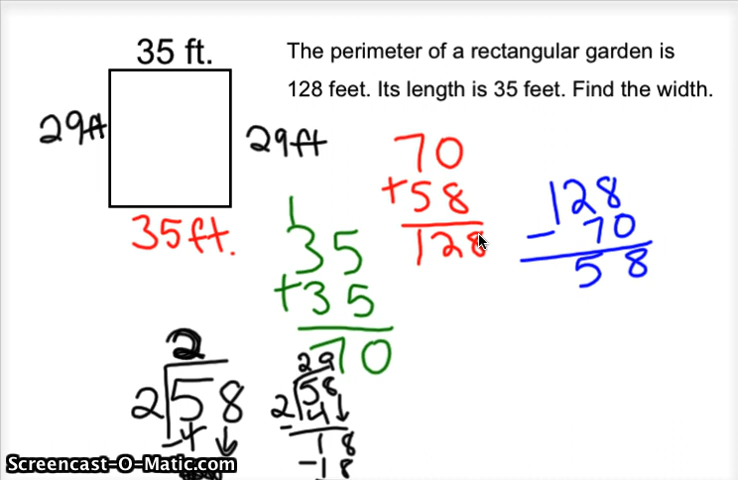 35 ft.
The perimeter of a rectangular garden is
128 feet. Its length is 35 feet. Find the width.
29ft
29ft
35ft.
70
+58
128
128
- 70
58
1
35
+35
70
2
2 58
-4
29
2 58
- 4
18
-18
Screencast-O-Matic.com